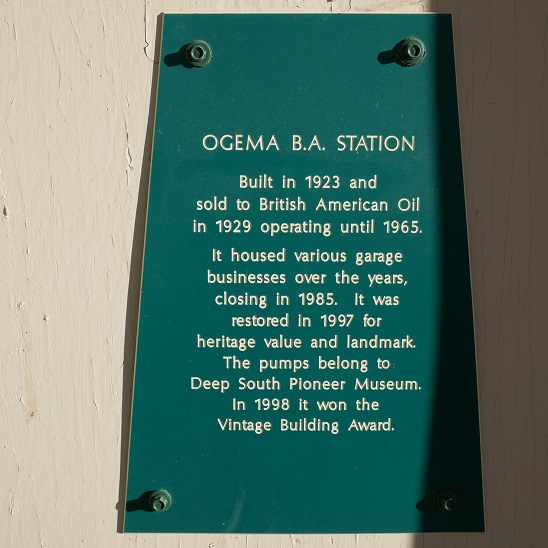 OGEMA B.A. STATION
Built in 1923 and
sold to British American Oil
in 1929 operating until 1965.
It housed various garage
businesses over the years,
closing in 1985. It was
restored in 1997 for
heritage value and landmark.
The pumps belong to
Deep South Pioneer Museum.
In 1998 it won the
Vintage Building Award.